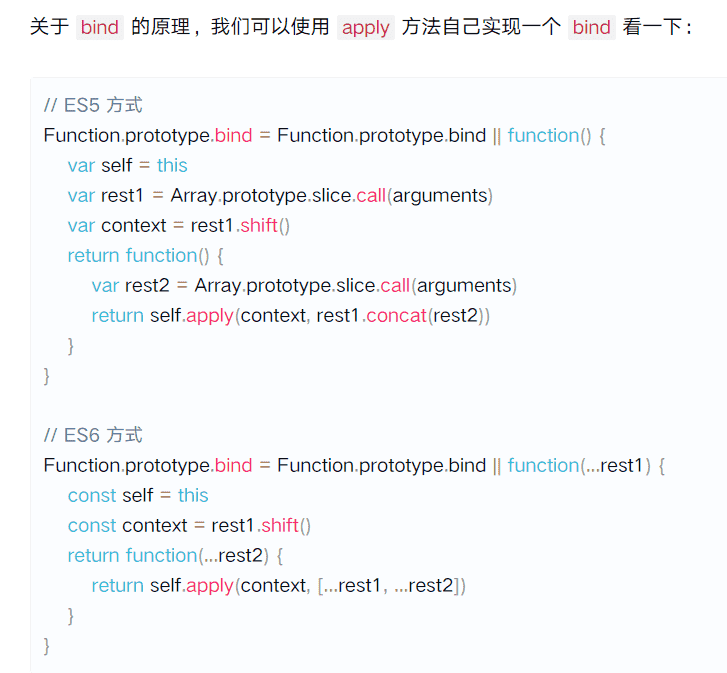 关于 bind 的原理，我们可以使用 apply 方法自己实现一个 bind 看一下：
// ES5 方式
Function.prototype.bind = Function.prototype.bind || function() {
    var self = this
    var rest1 = Array.prototype.slice.call(arguments)
    var context = rest1.shift()
    return function() {
        var rest2 = Array.prototype.slice.call(arguments)
        return self.apply(context, rest1.concat(rest2))
    }
}
// ES6 方式
Function.prototype.bind = Function.prototype.bind || function(...rest1) {
    const self = this
    const context = rest1.shift()
    return function(...rest2) {
        return self.apply(context, [...rest1, ...rest2])
    }
}